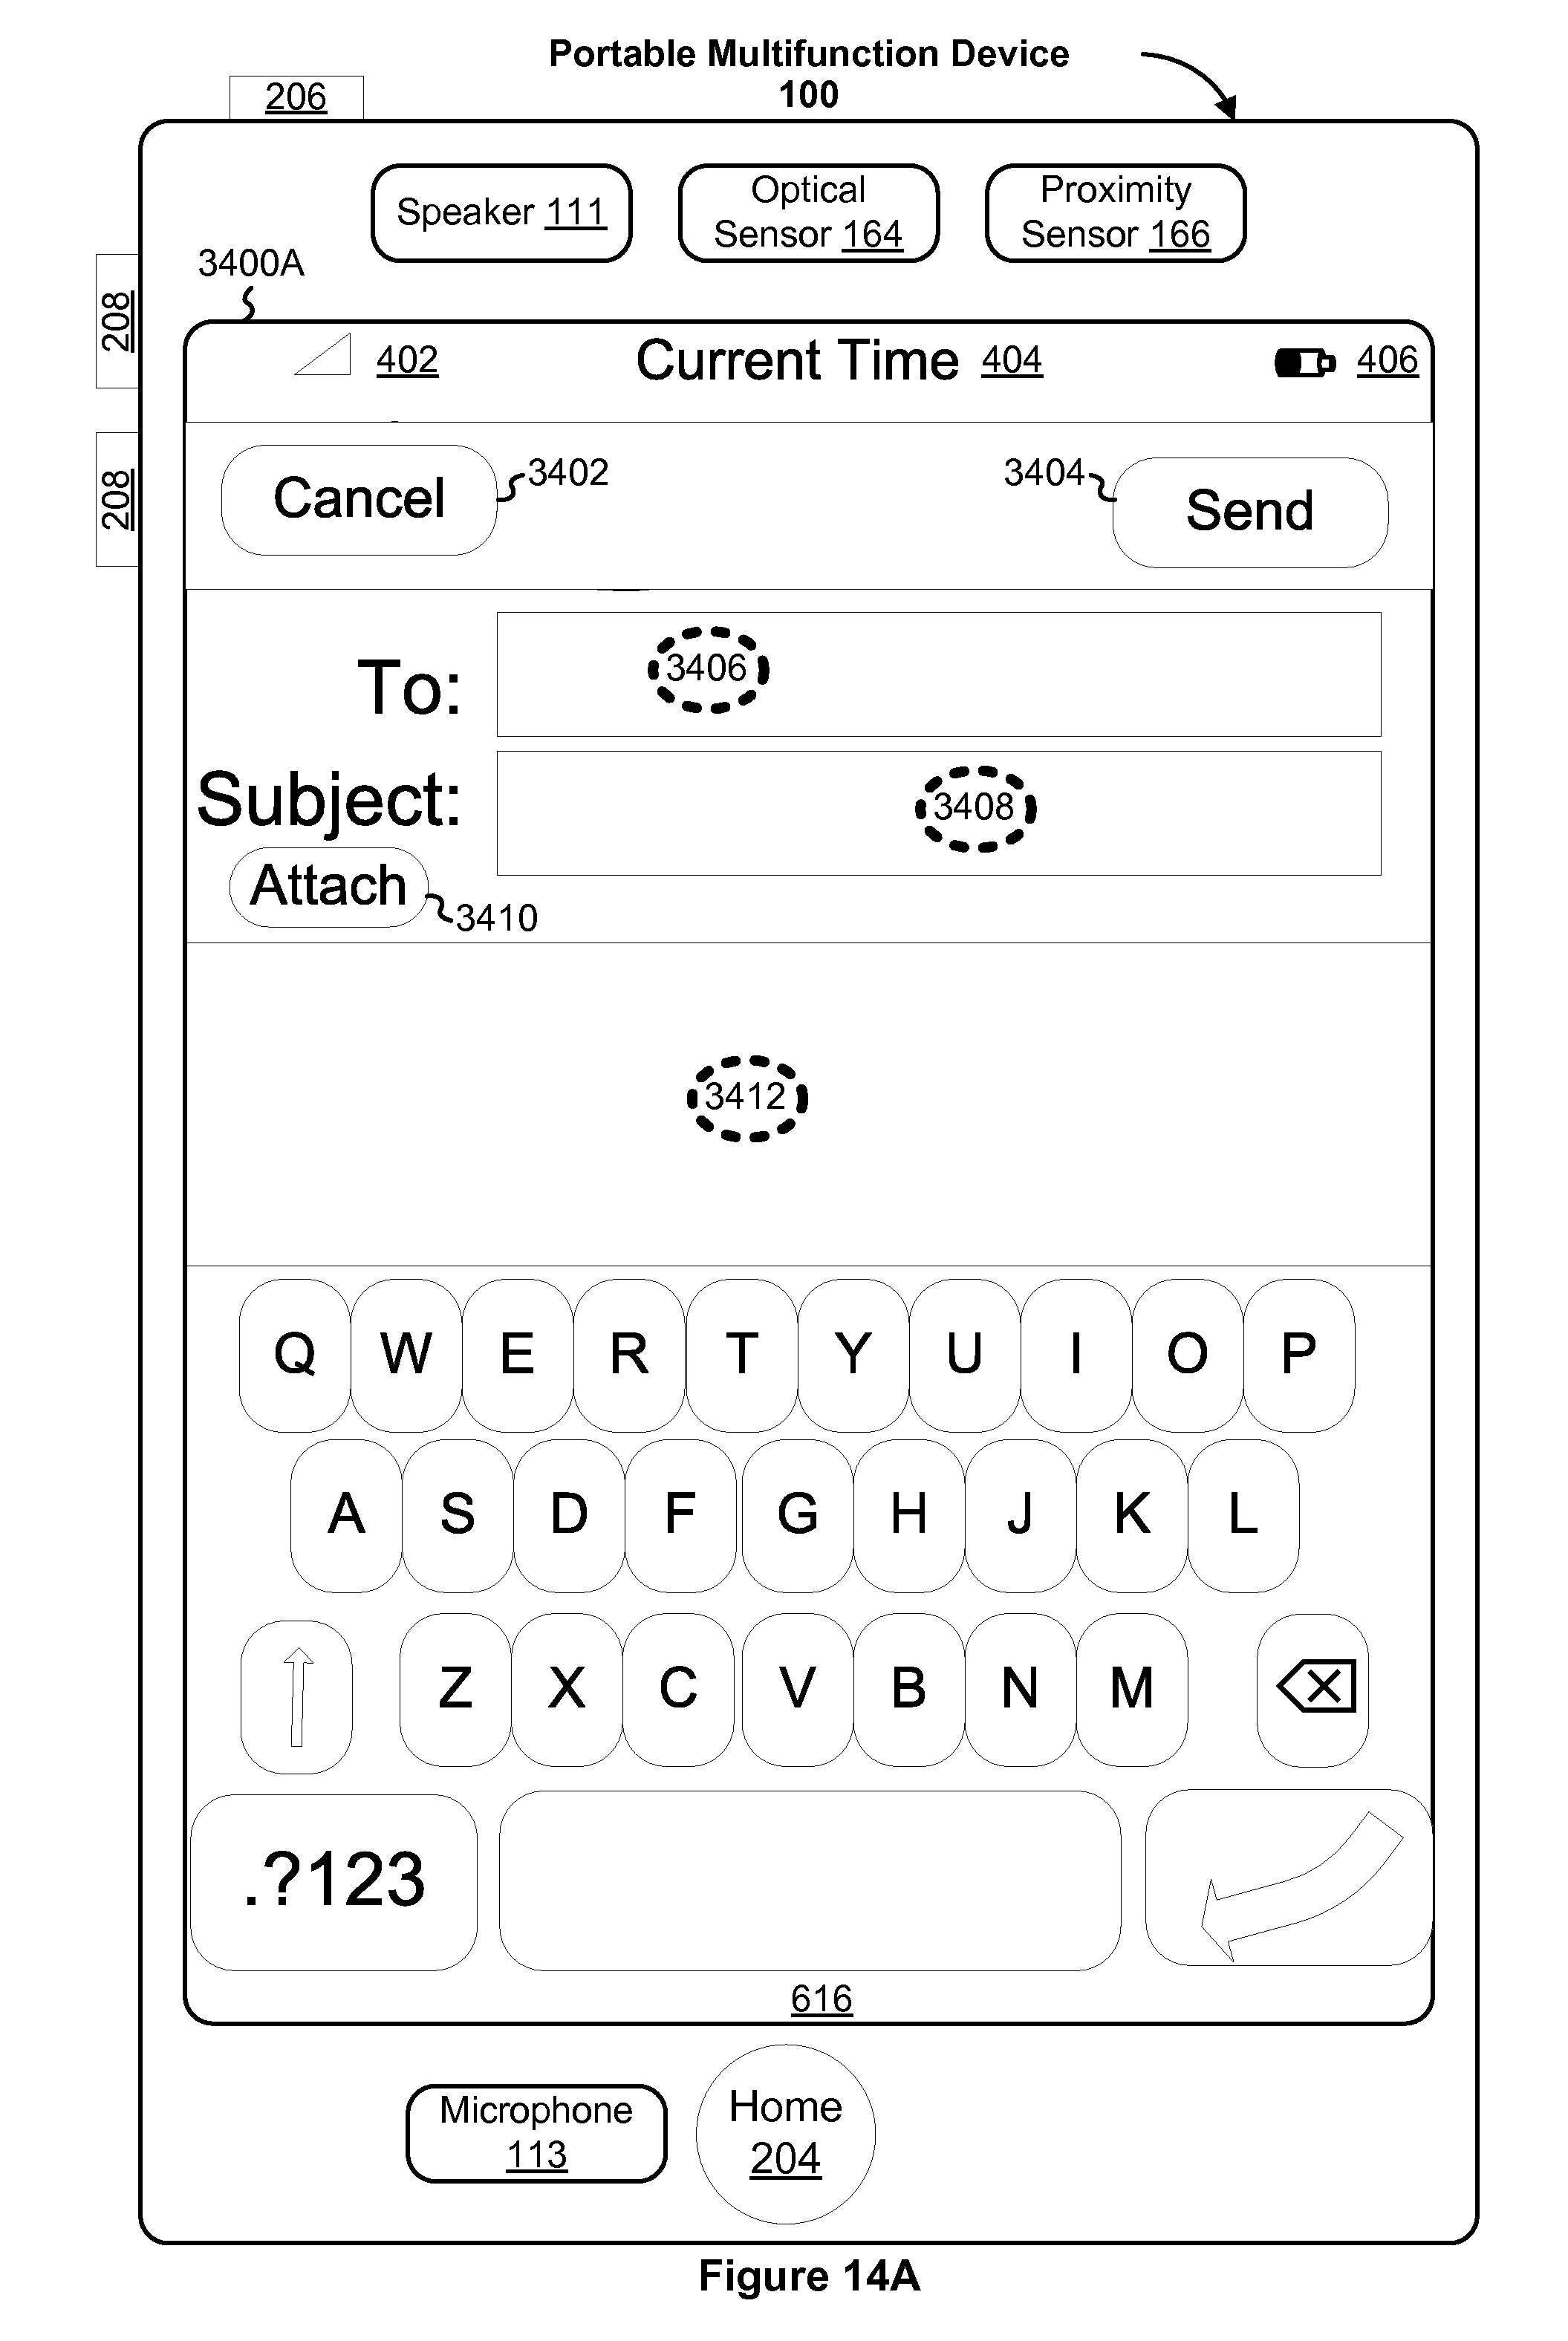 Portable Multifunction Device
100
206
Speaker 111
Optical
Sensor 164
Proximity
Sensor 166
3400A
208
402
Current Time 404
406
208
Cancel
3402
3404
Send
To:
3406
Subject:
3408
Attach
3410
3412
Q W E R T Y U I O P
A S D F G H J K L
Z X C V B N M
.?123
616
Microphone
113
Home
204
Figure 14A